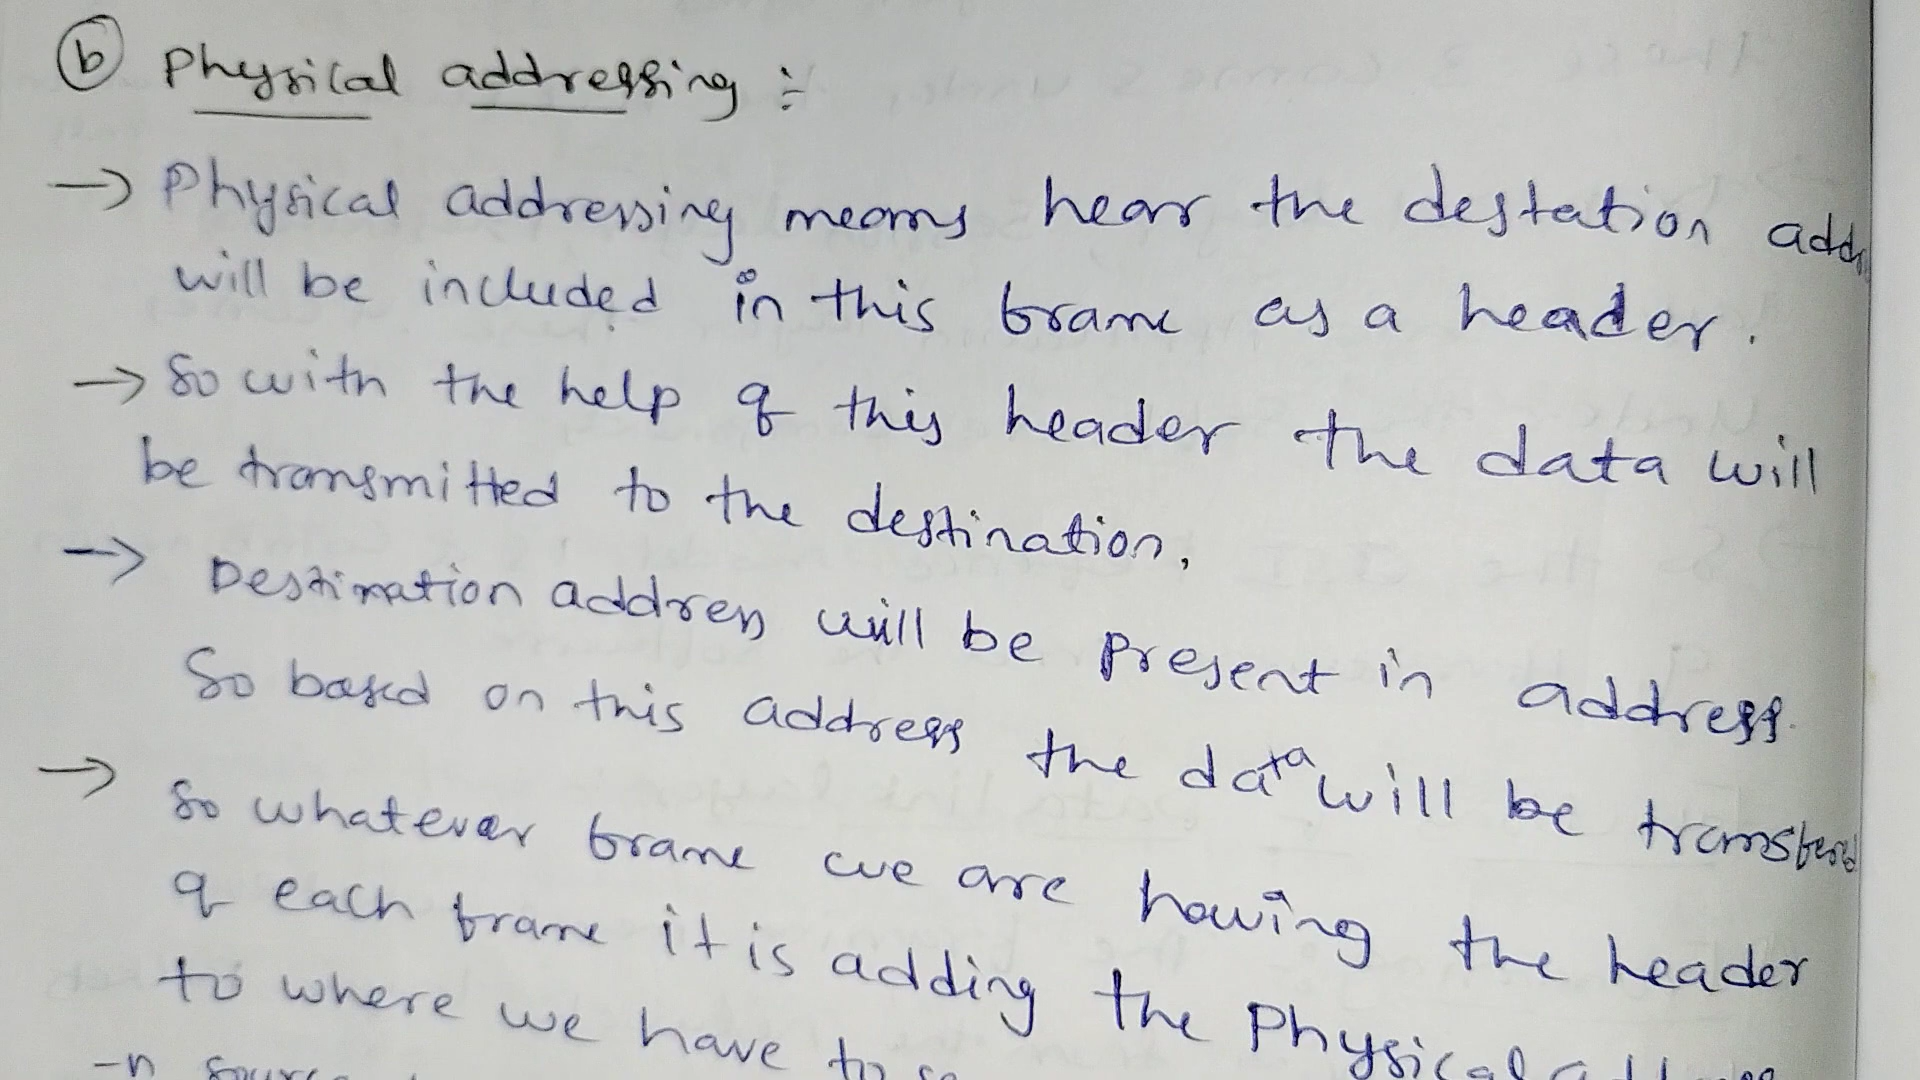 (b) Physical addressing :-
→ Physical addressing means hear the destation add
will be included in this frame as a header.
→ So with the help of this header the data will
be transmitted to the destination,
→ Destination address will be present in address.
So based on this address the data will be transfered
→ So whatever frame we are having the header
of each frame it is adding the Physical
to where we have to